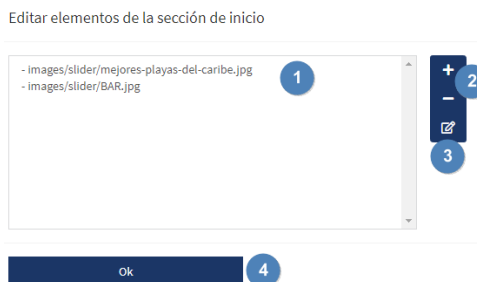 Editar elementos de la sección de inicio
- images/slider/mejores-playas-del-caribe.jpg
- images/slider/BAR.jpg
1
+
2
−
3
Ok
4